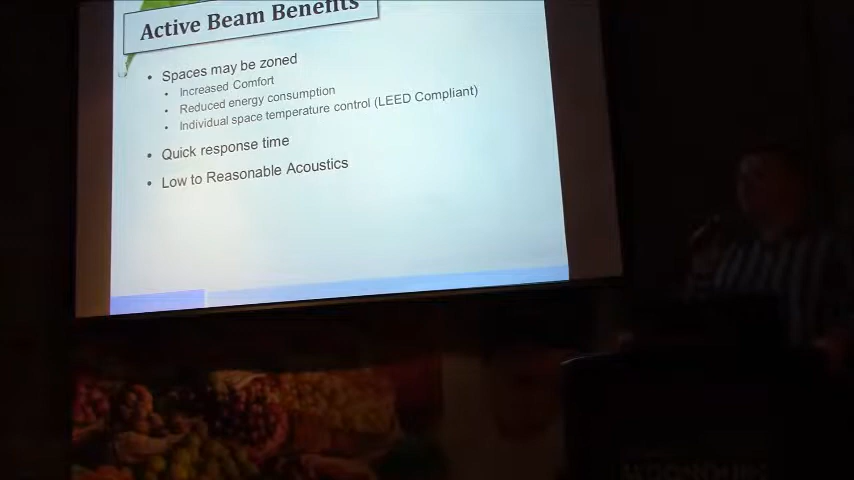 Active Beam Benefits
• Spaces may be zoned
• Increased Comfort
• Reduced energy consumption
• Individual space temperature control (LEED Compliant)
• Quick response time
• Low to Reasonable Acoustics